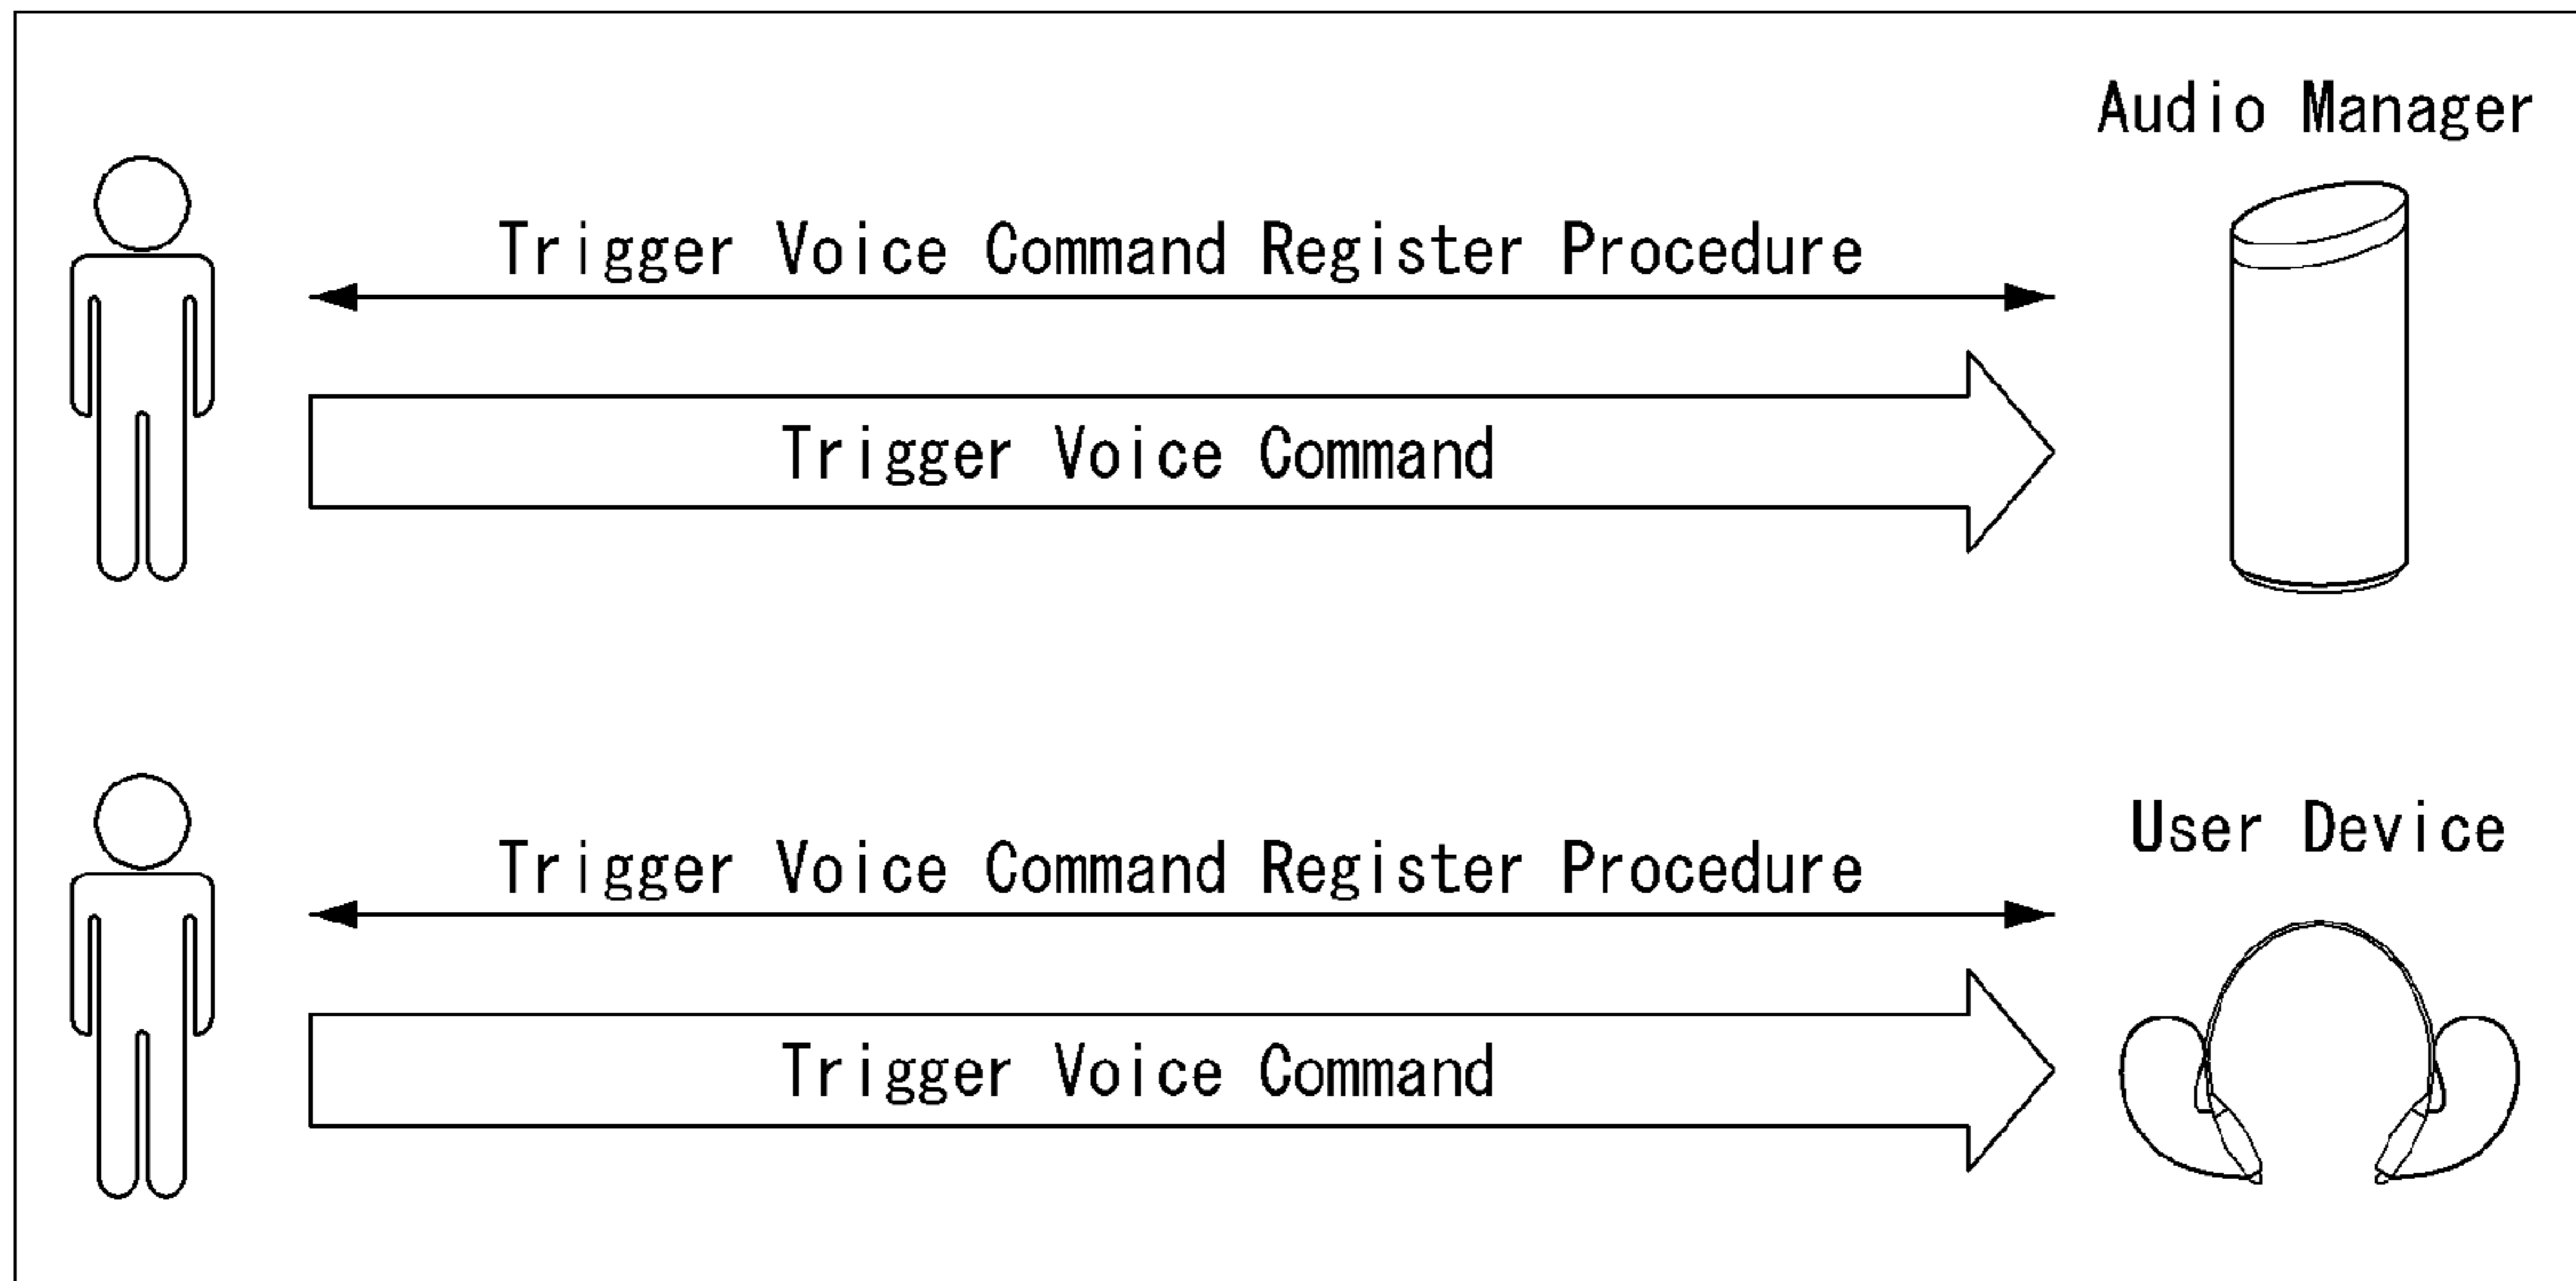 Audio Manager
Trigger Voice Command Register Procedure
Trigger Voice Command
User Device
Trigger Voice Command Register Procedure
Trigger Voice Command